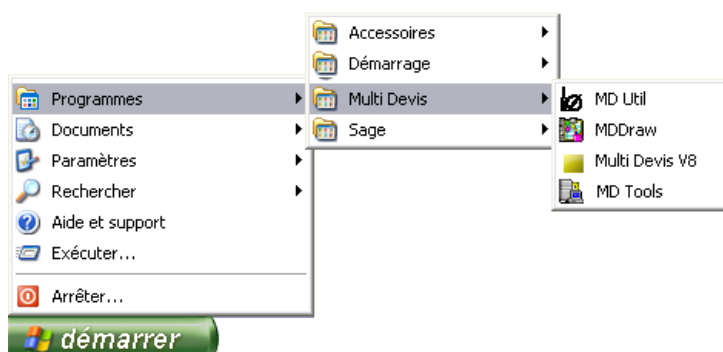 Accessoires
Démarrage
Multi Devis
Sage
Programmes
Documents
Paramètres
Rechercher
Aide et support
Exécuter...
Arrêter...
démarrer
MD Util
MDDraw
Multi Devis V8
MD Tools